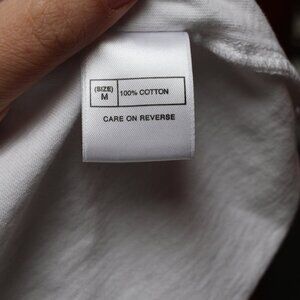 (SIZE) 100% COTTON
M
CARE ON REVERSE